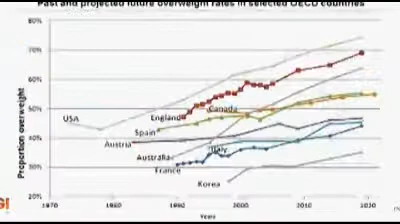 Past and projected future overweight rates in selected OECD countries
80%
70%
60%
50%
40%
30%
20%
Proportion overweight
USA
England
Canada
Spain
Austria
Australia
Italy
France
Korea
1970
1980
1990
2000
2010
2020
Years